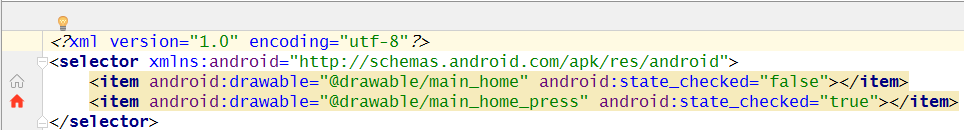 <?xml version="1.0" encoding="utf-8"?>
<selector xmlns:android="http://schemas.android.com/apk/res/android">
<item android:drawable="@drawable/main_home" android:state_checked="false"></item>
<item android:drawable="@drawable/main_home_press" android:state_checked="true"></item>
</selector>